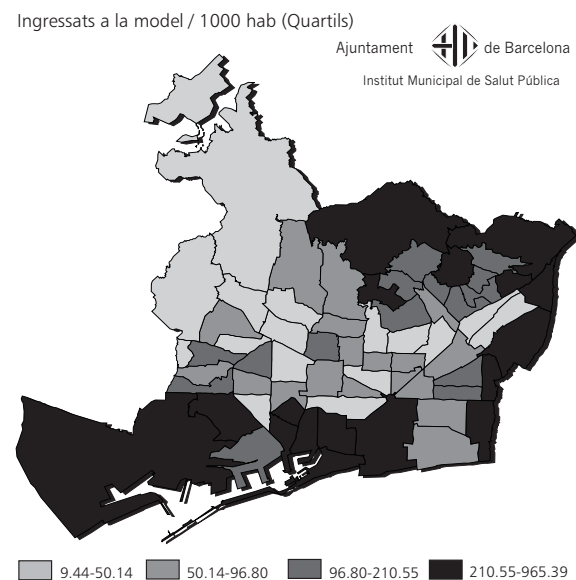 Ingressats a la model / 1000 hab (Quartils)
Ajuntament de Barcelona
Institut Municipal de Salut Pública
9.44-50.14 50.14-96.80 96.80-210.55 210.55-965.39